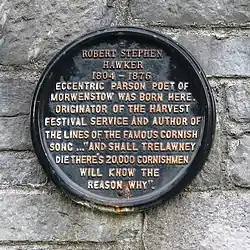 ROBERT STEPHEN
HAWKER
1804 - 1876
ECCENTRIC PARSON POET OF
MORWENSTOW WAS BORN HERE.
ORIGINATOR OF THE HARVEST
FESTIVAL SERVICE AND AUTHOR OF
THE LINES OF THE FAMOUS CORNISH
SONG ..."AND SHALL TRELAWNEY
DIE THERE'S 20,000 CORNISHMEN
WILL KNOW THE
REASON WHY".